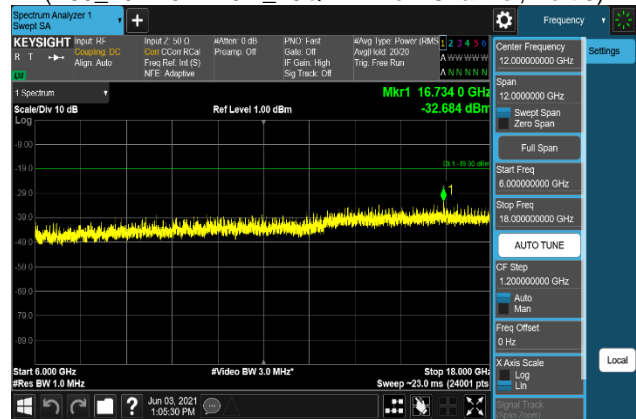 Spectrum Analyzer 1
Swept SA
Frequency
KEYSIGHT
R T
LU
Input: RF
Coupling: DC
Align: Auto
Input Z: 50 Ω
Corr CCorr RCal
Freq Ref: Int (S)
NFE: Adaptive
#Atten: 0 dB
Preamp: Off
PNO: Fast
Gate: Off
IF Gain: High
Sig Track: Off
#Avg Type: Power (RMS
Avg|Hold: 20/20
Trig: Free Run
1 2 3 4 5 6
A W W W W W
A N N N N N
1 Spectrum
Scale/Div 10 dB
Log
Ref Level 1.00 dBm
Mkr1 16.734 0 GHz
-32.684 dBm
-9.00
-19.0
-29.0
-39.0
-49.0
-59.0
-69.0
-79.0
-89.0
DL1 -19.00 dBm
1
Start 6.000 GHz
#Res BW 1.0 MHz
#Video BW 3.0 MHz*
Stop 18.000 GHz
Sweep ~23.0 ms (24001 pts
Center Frequency
12.000000000 GHz
Span
12.0000000 GHz
Swept Span
Zero Span
Full Span
Start Freq
6.000000000 GHz
Stop Freq
18.000000000 GHz
AUTO TUNE
CF Step
1.200000000 GHz
Auto
Man
Freq Offset
0 Hz
X Axis Scale
Log
Lin
Signal Track
(Span Zoom)
Settings
Local
?
Jun 03, 2021
1:05:30 PM